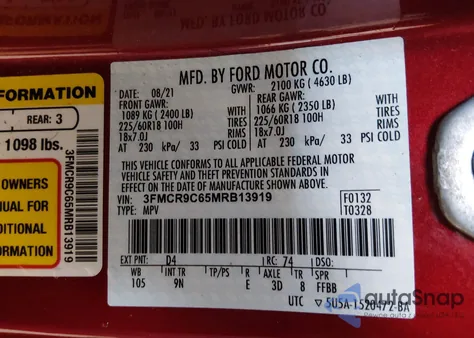 MFD. BY FORD MOTOR CO.
DATE: 08/21 GVWR: 2100 KG ( 4630 LB)
FRONT GAWR: REAR GAWR:
1089 KG ( 2400 LB) 1066 KG ( 2350 LB)
225/60R18 100H TIRES 225/60R18 100H TIRES
18x7.0J RIMS 18x7.0J RIMS
AT 230 kPa/ 33 PSI COLD AT 230 kPa/ 33 PSI COLD
THIS VEHICLE CONFORMS TO ALL APPLICABLE FEDERAL MOTOR
VEHICLE SAFETY AND THEFT PREVENTION STANDARDS IN
EFFECT ON THE DATE OF MANUFACTURE SHOWN ABOVE.
VIN: 3FMCR9C65MRB13919 F0132
TYPE: MPV T0328
EXT PNT: D4 RC: 74 DSO:
WB INT TR TP/PS R AXLE TR SPR
105 9N E 3D 8 FFBB
UTC 5U5A-1520472-BA
FORMATION
REAR: 3
1098 lbs.
OWNERS
NUAL FOR
DITIONAL
RMATION
3FMCR9C65MRB13919
autoSnap